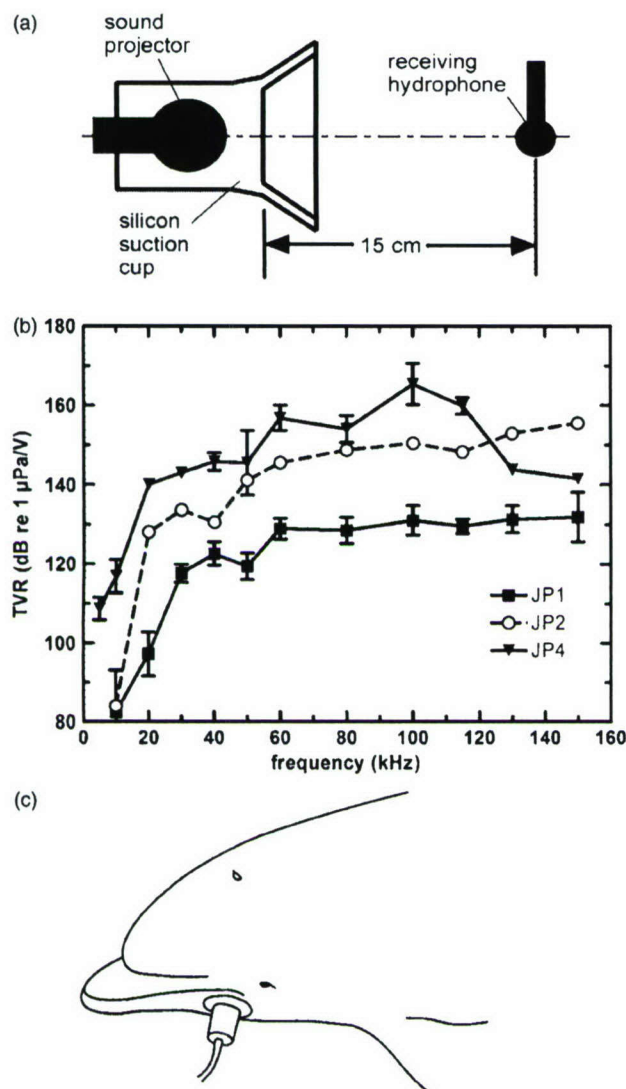 (a)
sound
projector
receiving
hydrophone
silicon
suction
cup
15 cm
(b)
180
160
140
120
100
80
TVR (dB re 1 µPa/V)
JP1
JP2
JP4
0 20 40 60 80 100 120 140 160
frequency (kHz)
(c)